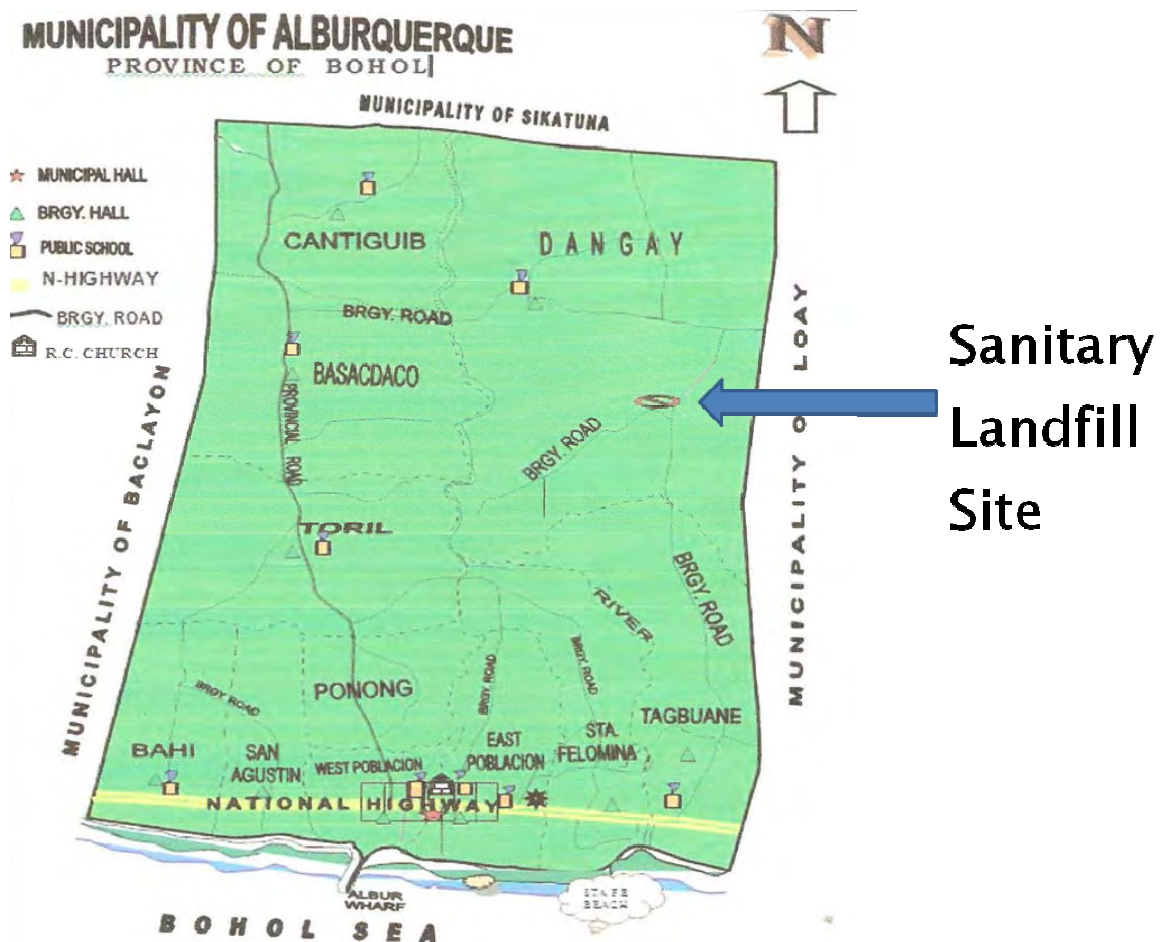 MUNICIPALITY OF ALBURQUERQUE
PROVINCE OF BOHOL
N
MUNICIPALITY OF SIKATUNA
MUNICIPAL HALL
BRGY. HALL
PUBLIC SCHOOL
N-HIGHWAY
BRGY. ROAD
R.C. CHURCH
CANTIGUIB
DANGAY
BRGY. ROAD
BASACDACO
PROVINCIAL ROAD
BRGY. ROAD
MUNICIPALITY OF BACLAYON
MUNICIPALITY OF LOAY
Sanitary
Landfill
Site
TORIL
BRGY. ROAD
RIVER
BRGY. ROAD
BRGY. ROAD
BRGY ROAD
PONONG
TAGBUANE
BAHI
SAN
AGUSTIN
WEST POBLACION
EAST
POBLACION
STA.
FELOMINA
NATIONAL HIGHWAY
ALBUR
WHARF
STA FE
BEACH
BOHOL SEA